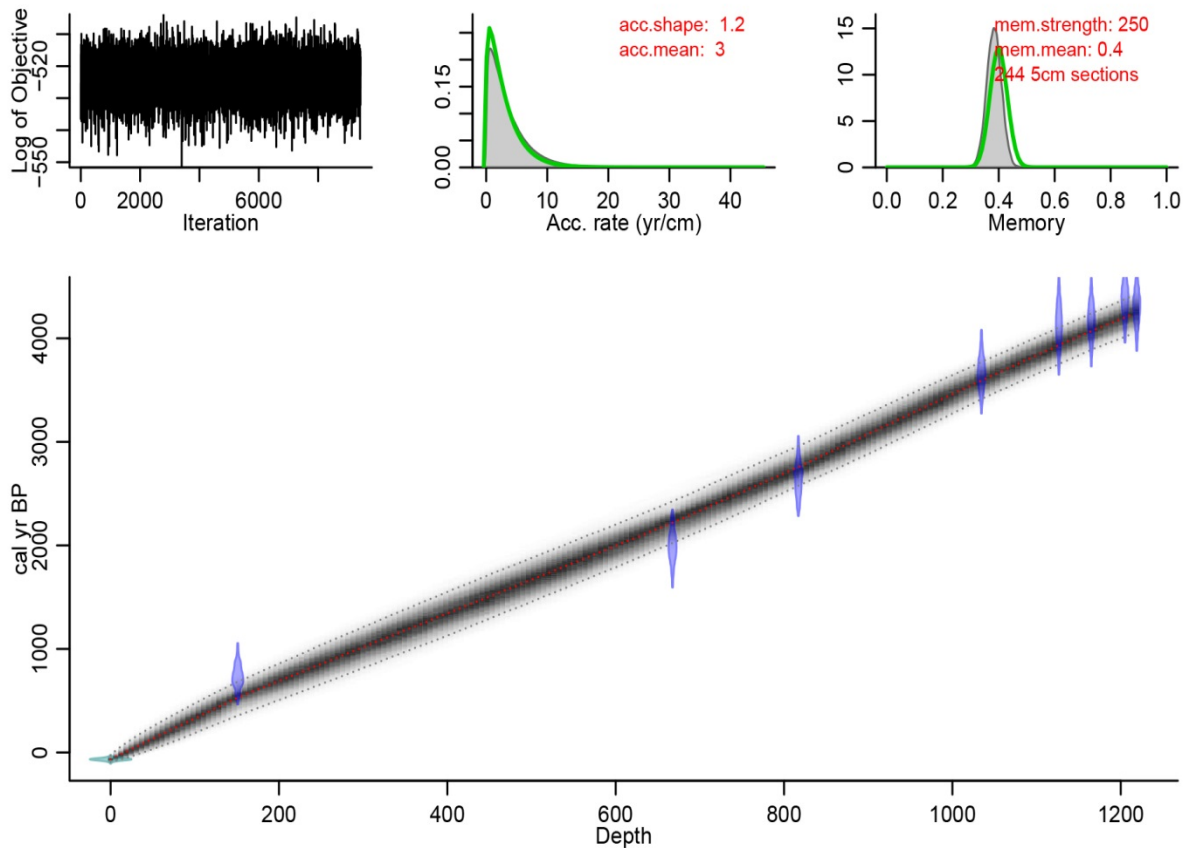 Log of Objective
−520
−550
0 2000 6000
Iteration
acc.shape: 1.2
acc.mean: 3
0.15
0.00
0 10 20 30 40
Acc. rate (yr/cm)
mem.strength: 250
mem.mean: 0.4
244 5cm sections
15
10
5
0
0.0 0.2 0.4 0.6 0.8 1.0
Memory
cal yr BP
4000
3000
2000
1000
0
0 200 400 600 800 1000 1200
Depth